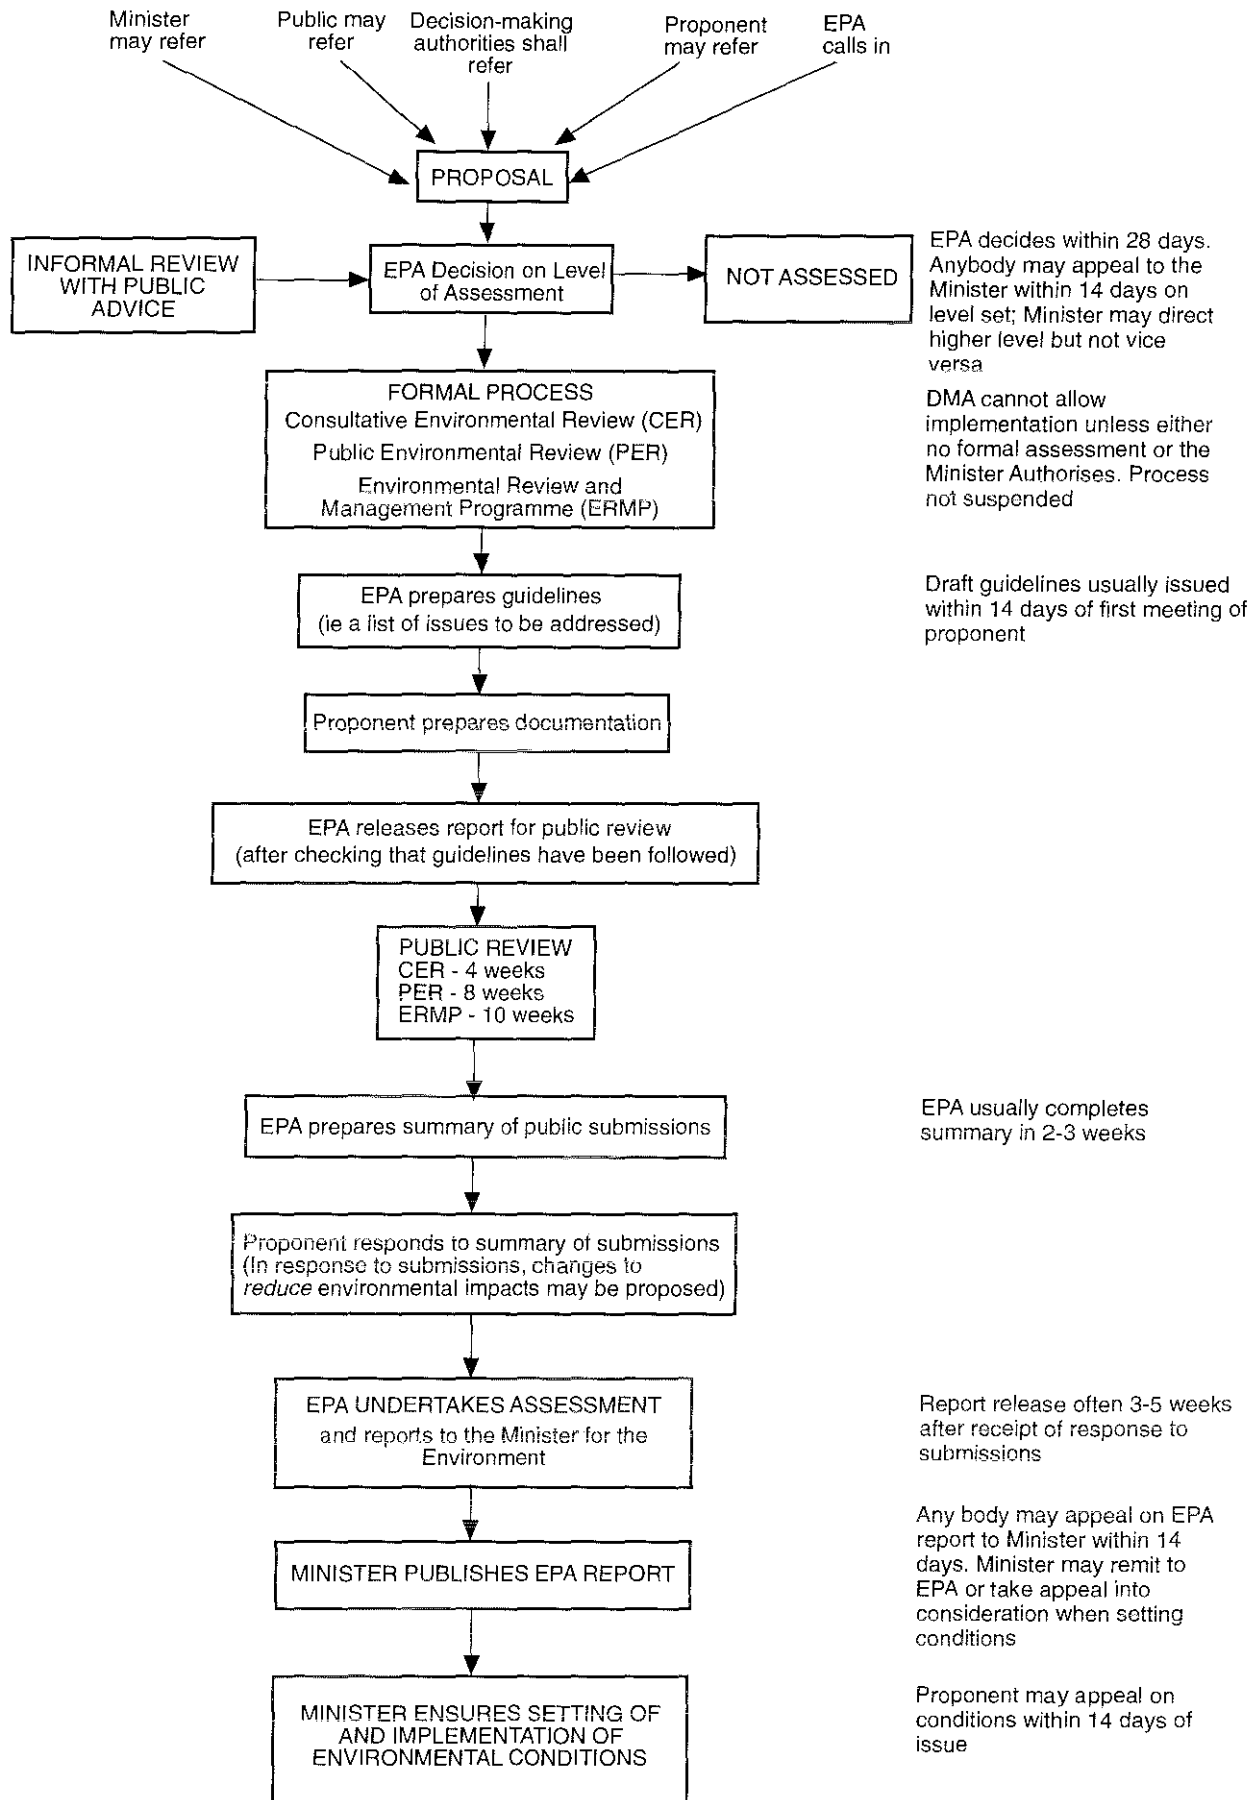 Minister
may refer
Public may
refer
Decision-making
authorities shall
refer
Proponent
may refer
EPA
calls in
PROPOSAL
INFORMAL REVIEW
WITH PUBLIC
ADVICE
EPA Decision on Level
of Assessment
NOT ASSESSED
EPA decides within 28 days.
Anybody may appeal to the
Minister within 14 days on
level set; Minister may direct
higher level but not vice
versa
FORMAL PROCESS
Consultative Environmental Review (CER)
Public Environmental Review (PER)
Environmental Review and
Management Programme (ERMP)
DMA cannot allow
implementation unless either
no formal assessment or the
Minister Authorises. Process
not suspended
EPA prepares guidelines
(ie a list of issues to be addressed)
Draft guidelines usually issued
within 14 days of first meeting of
proponent
Proponent prepares documentation
EPA releases report for public review
(after checking that guidelines have been followed)
PUBLIC REVIEW
CER - 4 weeks
PER - 8 weeks
ERMP - 10 weeks
EPA prepares summary of public submissions
EPA usually completes
summary in 2-3 weeks
Proponent responds to summary of submissions
(In response to submissions, changes to
reduce environmental impacts may be proposed)
EPA UNDERTAKES ASSESSMENT
and reports to the Minister for the
Environment
Report release often 3-5 weeks
after receipt of response to
submissions
MINISTER PUBLISHES EPA REPORT
Any body may appeal on EPA
report to Minister within 14
days. Minister may remit to
EPA or take appeal into
consideration when setting
conditions
MINISTER ENSURES SETTING OF
AND IMPLEMENTATION OF
ENVIRONMENTAL CONDITIONS
Proponent may appeal on
conditions within 14 days of
issue